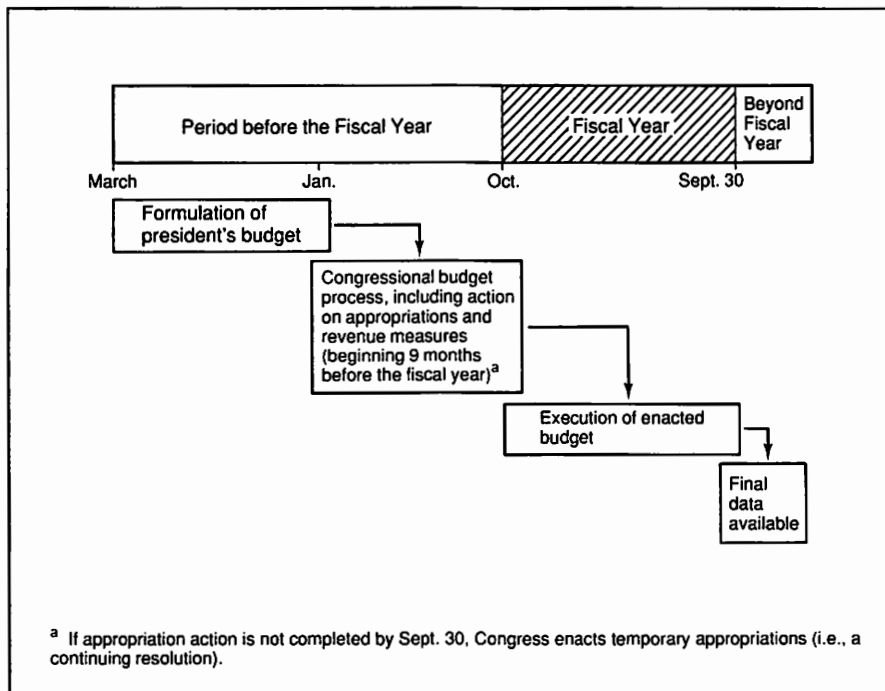 Period before the Fiscal Year
Fiscal Year
Beyond
Fiscal
Year
March
Jan.
Oct.
Sept. 30
Formulation of
president's budget
Congressional budget
process, including action
on appropriations and
revenue measures
(beginning 9 months
before the fiscal year)a
Execution of enacted
budget
Final
data
available
a If appropriation action is not completed by Sept. 30, Congress enacts temporary appropriations (i.e., a
continuing resolution).